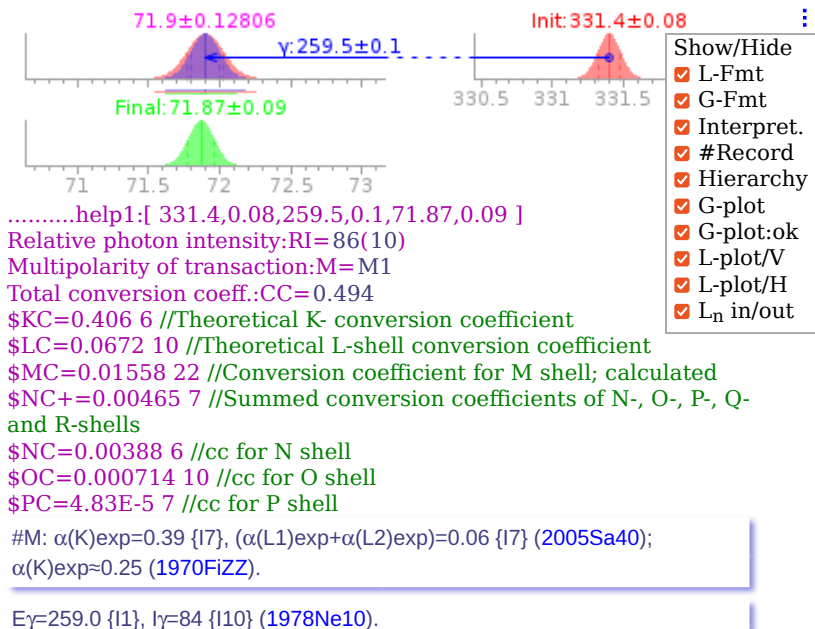 71.9±0.12806
Init:331.4±0.08
γ:259.5±0.1
330.5 331 331.5
Final:71.87±0.09
71 71.5 72 72.5 73
Show/Hide
L-Fmt
G-Fmt
Interpret.
#Record
Hierarchy
G-plot
G-plot:ok
L-plot/V
L-plot/H
Ln in/out
..........help1:[ 331.4,0.08,259.5,0.1,71.87,0.09 ]
Relative photon intensity:RI=86(10)
Multipolarity of transaction:M=M1
Total conversion coeff.:CC=0.494
$KC=0.406 6 //Theoretical K- conversion coefficient
$LC=0.0672 10 //Theoretical L-shell conversion coefficient
$MC=0.01558 22 //Conversion coefficient for M shell; calculated
$NC+=0.00465 7 //Summed conversion coefficients of N-, O-, P-, Q-
and R-shells
$NC=0.00388 6 //cc for N shell
$OC=0.000714 10 //cc for O shell
$PC=4.83E-5 7 //cc for P shell
#M: α(K)exp=0.39 {I7}, (α(L1)exp+α(L2)exp)=0.06 {I7} (2005Sa40);
α(K)exp≈0.25 (1970FiZZ).
Eγ=259.0 {I1}, Iγ=84 {I10} (1978Ne10).